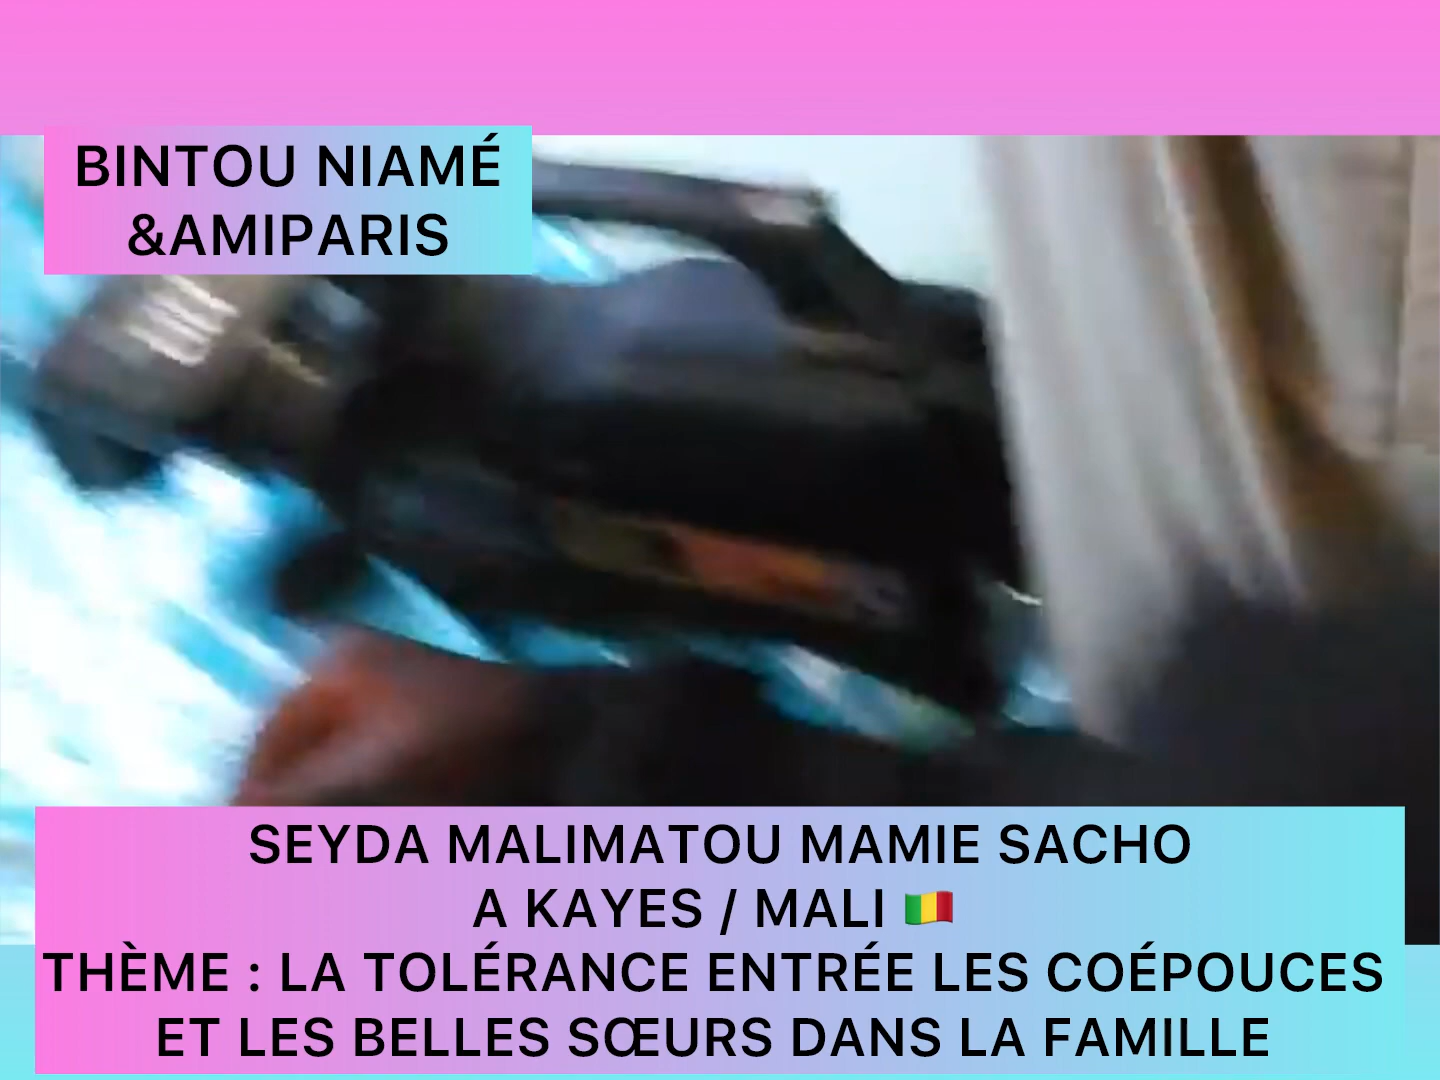 BINTOU NIAMÉ
&AMIPARIS
SEYDA MALIMATOU MAMIE SACHO
A KAYES / MALI 🇲🇱
THÈME : LA TOLÉRANCE ENTRÉE LES COÉPOUCES
ET LES BELLES SŒURS DANS LA FAMILLE